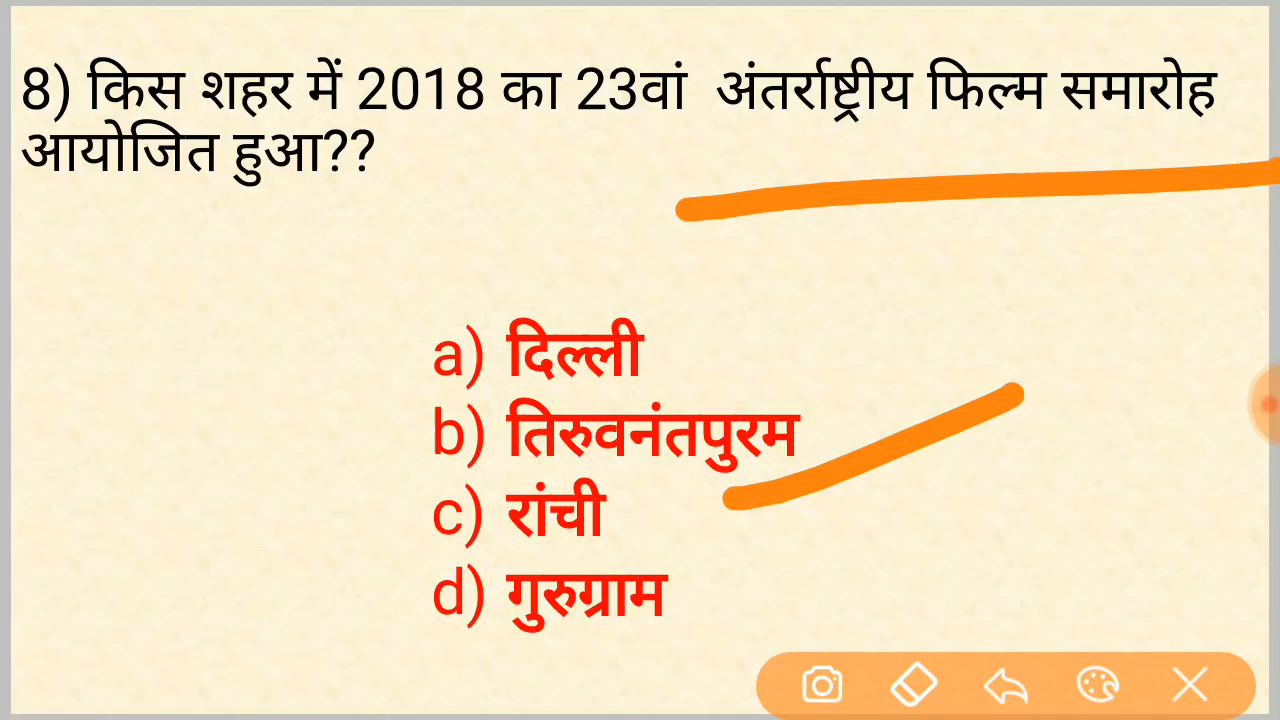 8) किस शहर में 2018 का 23वां अंतर्राष्ट्रीय फिल्म समारोह
आयोजित हुआ??
a) दिल्ली
b) तिरुवनंतपुरम
c) रांची
d) गुरुग्राम